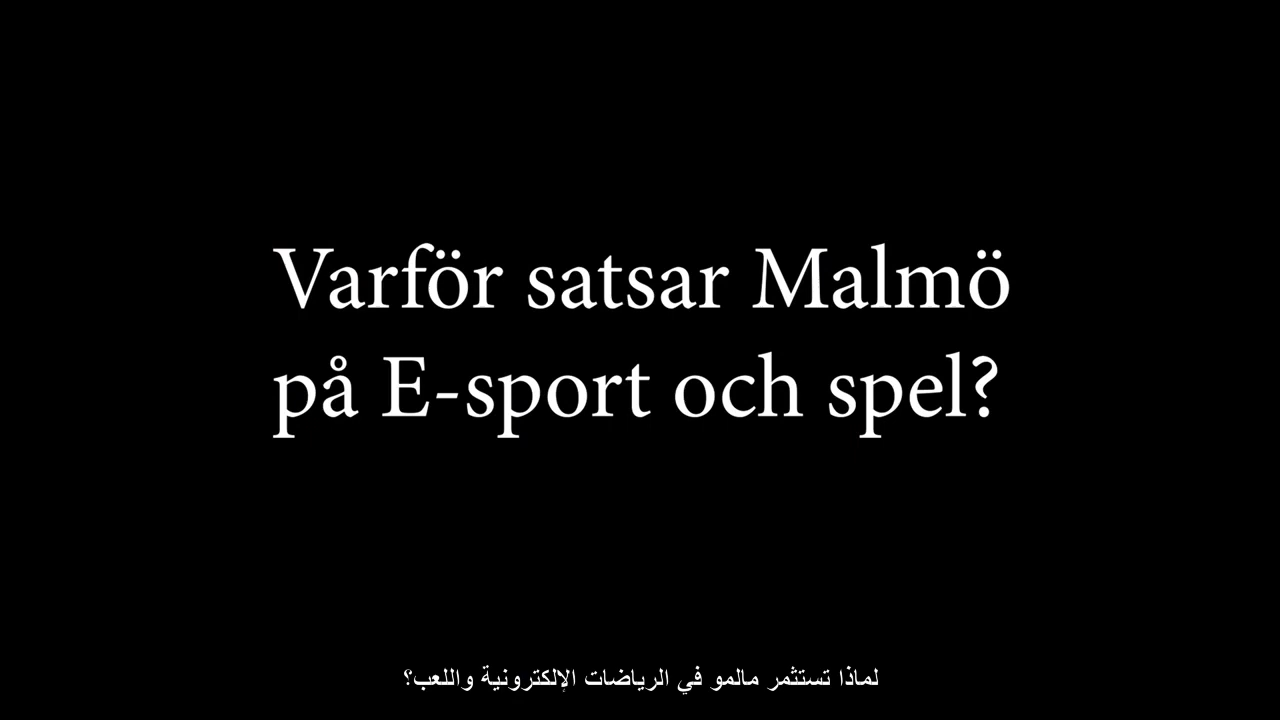 Varför satsar Malmö
på E-sport och spel?
لماذا تستثمر مالمو في الرياضات الإلكترونية واللعب؟